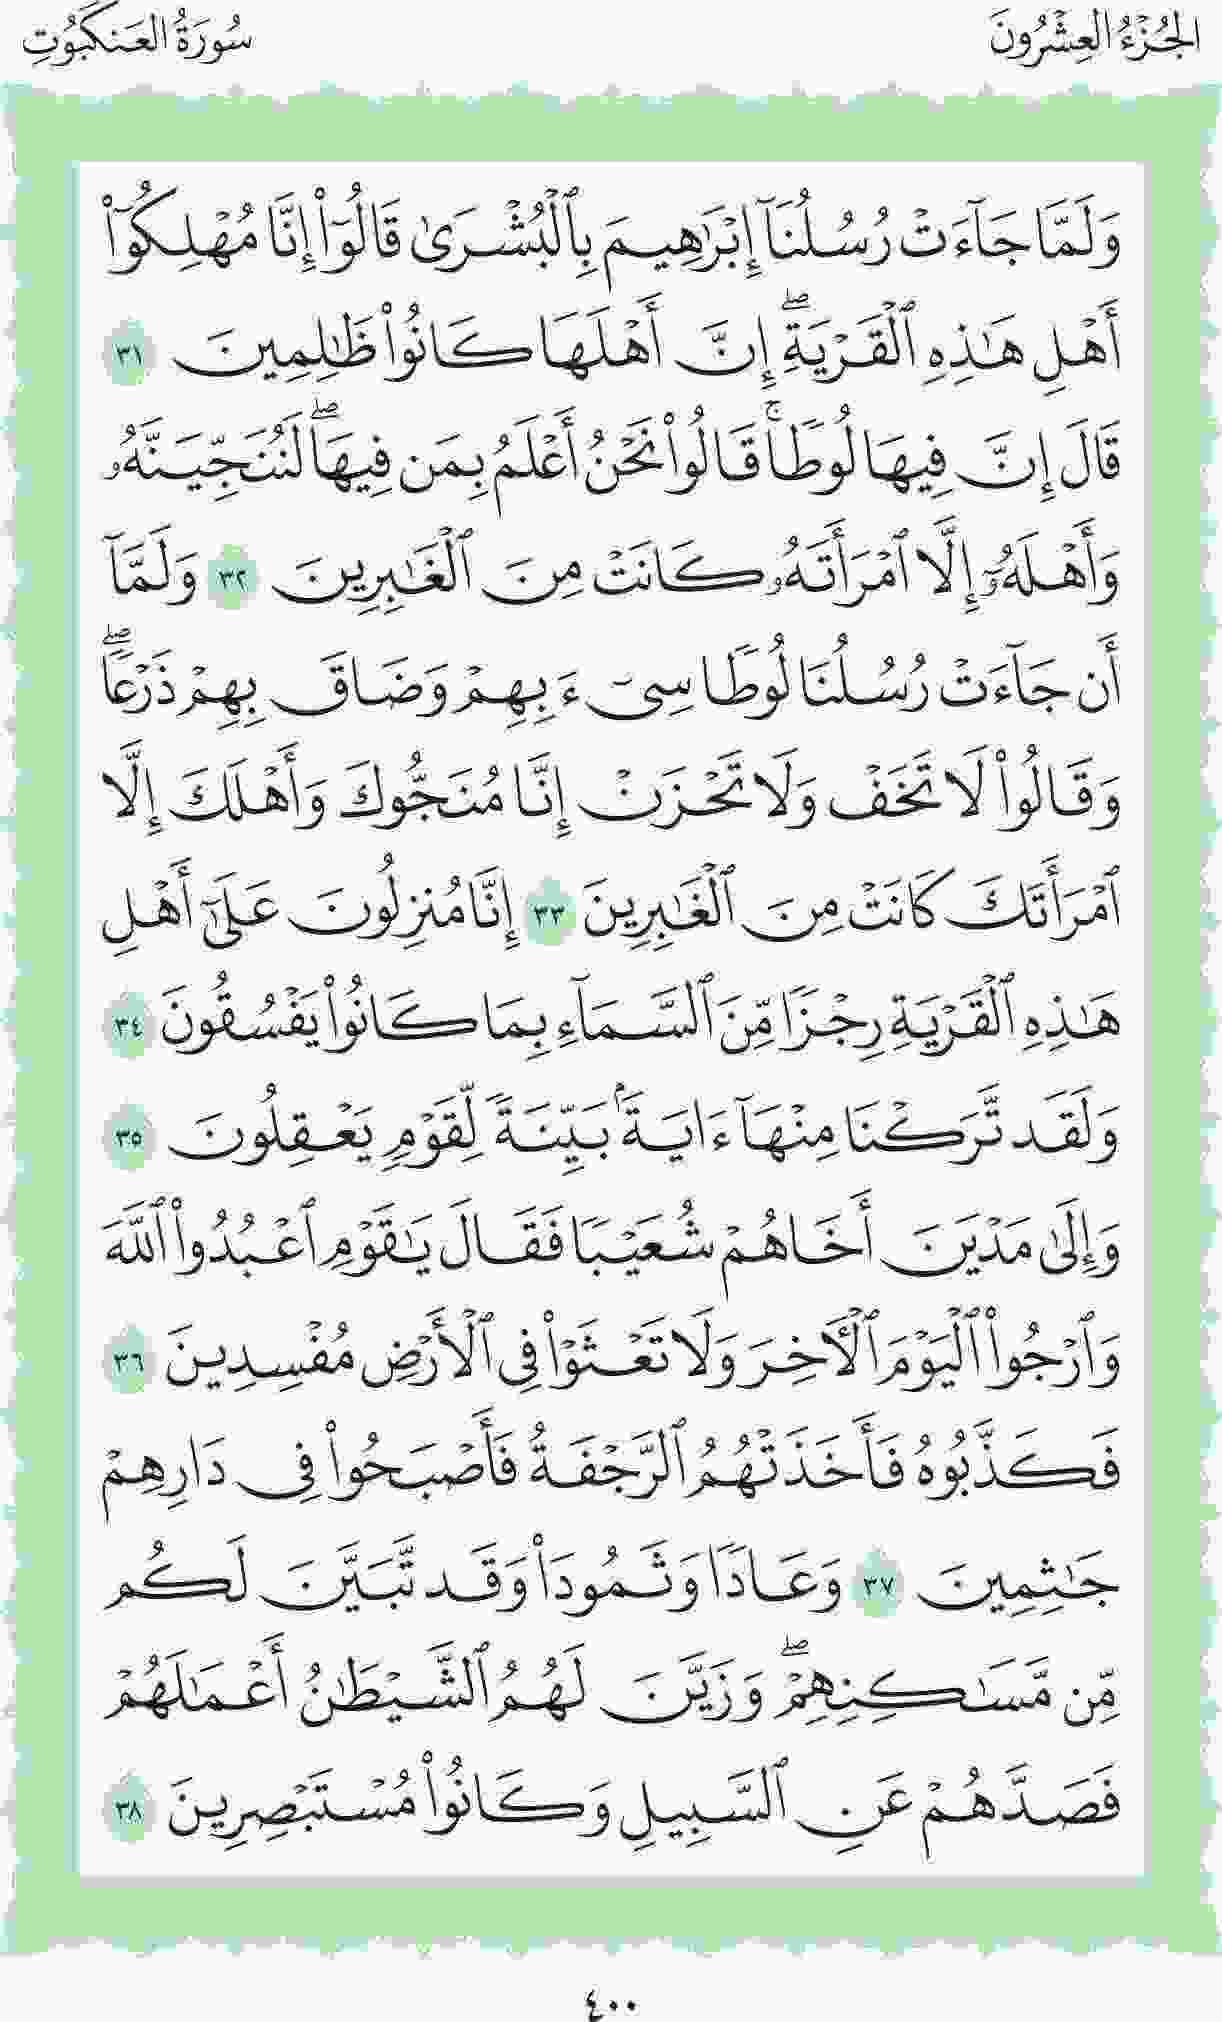 الجُزْءُ العِشْرُونَ
سُورَةُ العَنكَبُوتِ
وَلَمَّا جَآءَتْ رُسُلُنَآ إِبْرَٰهِيمَ بِٱلْبُشْرَىٰ قَالُوٓا۟ إِنَّا مُهْلِكُوٓا۟
أَهْلِ هَٰذِهِ ٱلْقَرْيَةِ ۖ إِنَّ أَهْلَهَا كَانُوا۟ ظَٰلِمِينَ ٣١
قَالَ إِنَّ فِيهَا لُوطًا ۚ قَالُوا۟ نَحْنُ أَعْلَمُ بِمَن فِيهَا ۖ لَنُنَجِّيَنَّهُۥ
وَأَهْلَهُۥٓ إِلَّا ٱمْرَأَتَهُۥ كَانَتْ مِنَ ٱلْغَٰبِرِينَ ٣٢ وَلَمَّآ
أَن جَآءَتْ رُسُلُنَا لُوطًا سِىٓءَ بِهِمْ وَضَاقَ بِهِمْ ذَرْعًا ۖ
وَقَالُوا۟ لَا تَخَفْ وَلَا تَحْزَنْ إِنَّا مُنَجُّوكَ وَأَهْلَكَ إِلَّا
ٱمْرَأَتَكَ كَانَتْ مِنَ ٱلْغَٰبِرِينَ ٣٣ إِنَّا مُنزِلُونَ عَلَىٰٓ أَهْلِ
هَٰذِهِ ٱلْقَرْيَةِ رِجْزًا مِّنَ ٱلسَّمَآءِ بِمَا كَانُوا۟ يَفْسُقُونَ ٣٤
وَلَقَد تَّرَكْنَا مِنْهَآ ءَايَةًۢ بَيِّنَةً لِّقَوْمٍ يَعْقِلُونَ ٣٥
وَإِلَىٰ مَدْيَنَ أَخَاهُمْ شُعَيْبًا فَقَالَ يَٰقَوْمِ ٱعْبُدُوا۟ ٱللَّهَ
وَٱرْجُوا۟ ٱلْيَوْمَ ٱلْءَاخِرَ وَلَا تَعْثَوْا۟ فِى ٱلْأَرْضِ مُفْسِدِينَ ٣٦
فَكَذَّبُوهُ فَأَخَذَتْهُمُ ٱلرَّجْفَةُ فَأَصْبَحُوا۟ فِى دَارِهِمْ
جَٰثِمِينَ ٣٧ وَعَادًا وَثَمُودَا۟ وَقَد تَّبَيَّنَ لَكُم
مِّن مَّسَٰكِنِهِمْ ۖ وَزَيَّنَ لَهُمُ ٱلشَّيْطَٰنُ أَعْمَٰلَهُمْ
فَصَدَّهُمْ عَنِ ٱلسَّبِيلِ وَكَانُوا۟ مُسْتَبْصِرِينَ ٣٨
٤٠٠